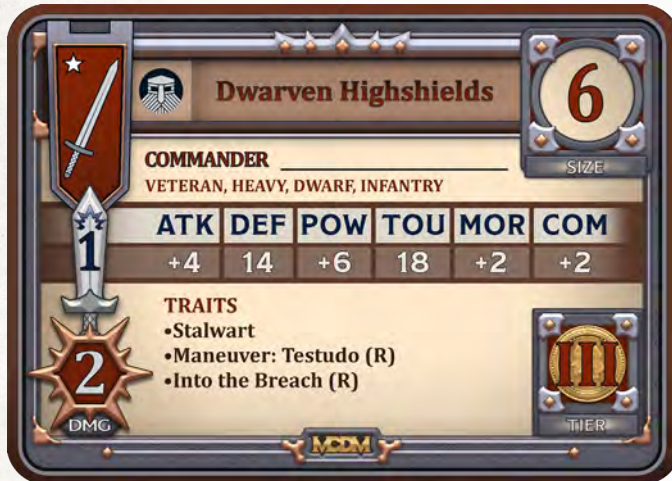 Dwarven Highshields
6
SIZE
COMMANDER
VETERAN, HEAVY, DWARF, INFANTRY
1
ATK DEF POW TOU MOR COM
+4 14 +6 18 +2 +2
TRAITS
•Stalwart
•Maneuver: Testudo (R)
•Into the Breach (R)
2
DMG
III
TIER
MCDM